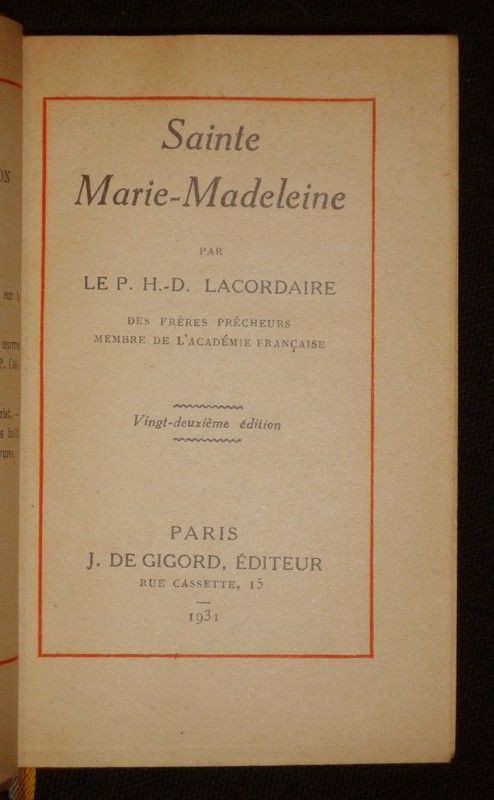 Sainte
Marie-Madeleine
PAR
LE P. H.-D. LACORDAIRE
DES FRÈRES PRÊCHEURS
MEMBRE DE L'ACADÉMIE FRANÇAISE
Vingt-deuxième édition
PARIS
J. DE GIGORD, ÉDITEUR
RUE CASSETTE, 15
1931